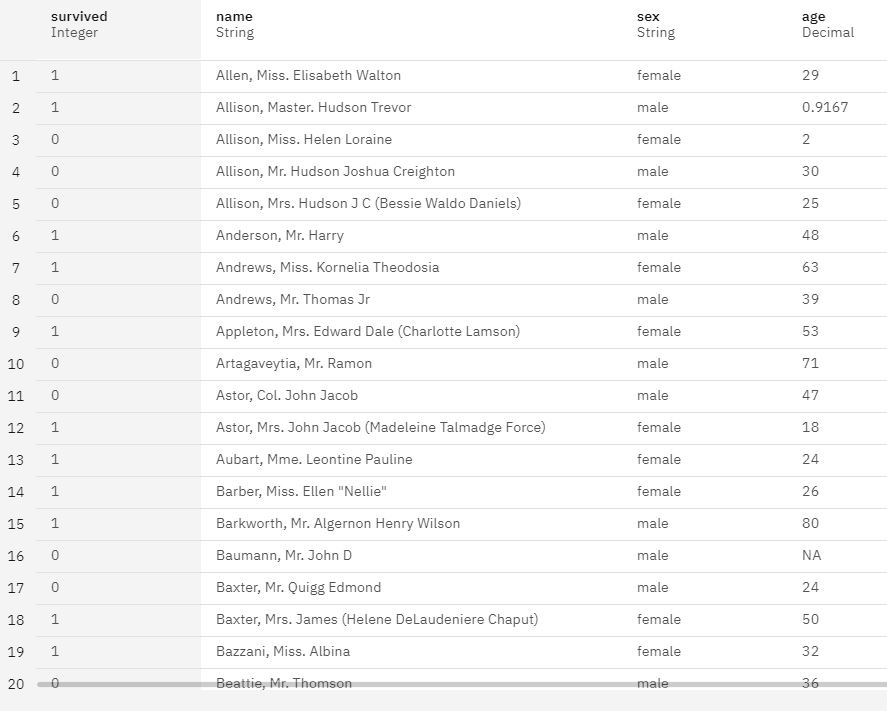 survived name sex age
Integer String String Decimal
1 1 Allen, Miss. Elisabeth Walton female 29
2 1 Allison, Master. Hudson Trevor male 0.9167
3 0 Allison, Miss. Helen Loraine female 2
4 0 Allison, Mr. Hudson Joshua Creighton male 30
5 0 Allison, Mrs. Hudson J C (Bessie Waldo Daniels) female 25
6 1 Anderson, Mr. Harry male 48
7 1 Andrews, Miss. Kornelia Theodosia female 63
8 0 Andrews, Mr. Thomas Jr male 39
9 1 Appleton, Mrs. Edward Dale (Charlotte Lamson) female 53
10 0 Artagaveytia, Mr. Ramon male 71
11 0 Astor, Col. John Jacob male 47
12 1 Astor, Mrs. John Jacob (Madeleine Talmadge Force) female 18
13 1 Aubart, Mme. Leontine Pauline female 24
14 1 Barber, Miss. Ellen "Nellie" female 26
15 1 Barkworth, Mr. Algernon Henry Wilson male 80
16 0 Baumann, Mr. John D male NA
17 0 Baxter, Mr. Quigg Edmond male 24
18 1 Baxter, Mrs. James (Helene DeLaudeniere Chaput) female 50
19 1 Bazzani, Miss. Albina female 32
20 0 Beattie, Mr. Thomson male 36